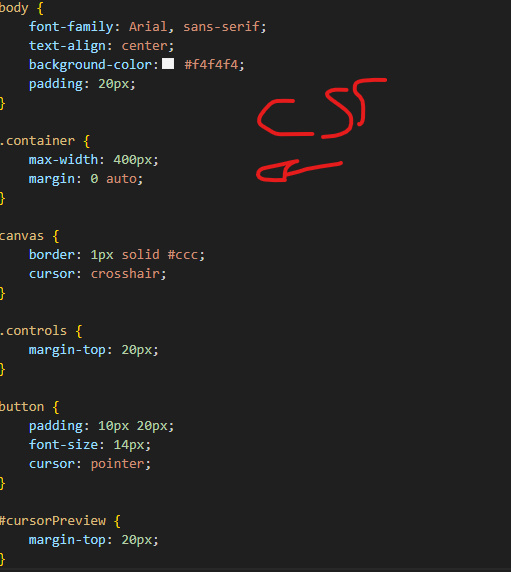 body {
    font-family: Arial, sans-serif;
    text-align: center;
    background-color: #f4f4f4;
    padding: 20px;
}
CSS
.container {
    max-width: 400px;
    margin: 0 auto;
}
canvas {
    border: 1px solid #ccc;
    cursor: crosshair;
}
.controls {
    margin-top: 20px;
}
button {
    padding: 10px 20px;
    font-size: 14px;
    cursor: pointer;
}
#cursorPreview {
    margin-top: 20px;
}